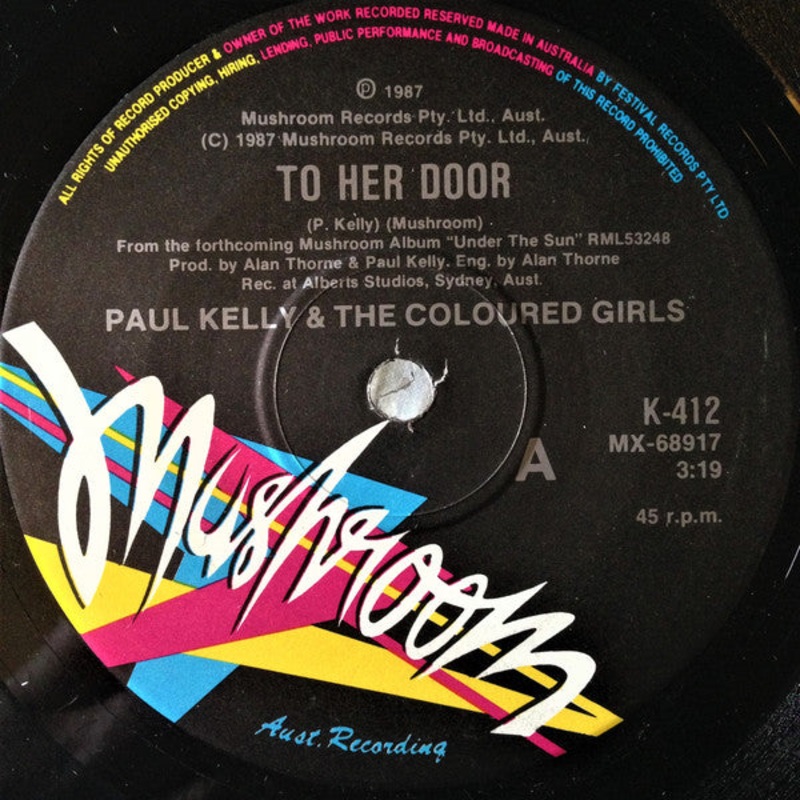 ALL RIGHTS OF RECORD PRODUCER & OWNER OF THE WORK RECORDED RESERVED MADE IN AUSTRALIA BY FESTIVAL RECORDS PTY LTD
UNAUTHORISED COPYING, HIRING, LENDING, PUBLIC PERFORMANCE AND BROADCASTING OF THIS RECORD PROHIBITED
℗ 1987
Mushroom Records Pty. Ltd., Aust.
(C) 1987 Mushroom Records Pty. Ltd., Aust.
TO HER DOOR
(P. Kelly) (Mushroom)
From the forthcoming Mushroom Album "Under The Sun" RML53248
Prod. by Alan Thorne & Paul Kelly. Eng. by Alan Thorne
Rec. at Alberts Studios, Sydney, Aust.
PAUL KELLY & THE COLOURED GIRLS
K-412
A
MX-68917
3:19
45 r.p.m.
Mushroom
Aust. Recording